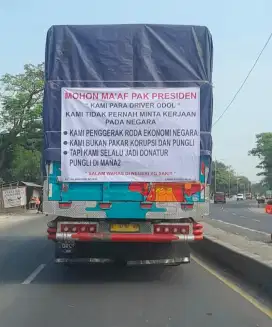 MOHON MA'AF PAK PRESIDEN
" KAMI PARA DRIVER ODOL "
KAMI TIDAK PERNAH MINTA KERJAAN
PADA NEGARA
• KAMI PENGGERAK RODA EKONOMI NEGARA
• KAMI BUKAN PAKAR KORUPSI DAN PUNGLI
• TAPI KAMI SELALU JADI DONATUR
PUNGLI DI MANA2